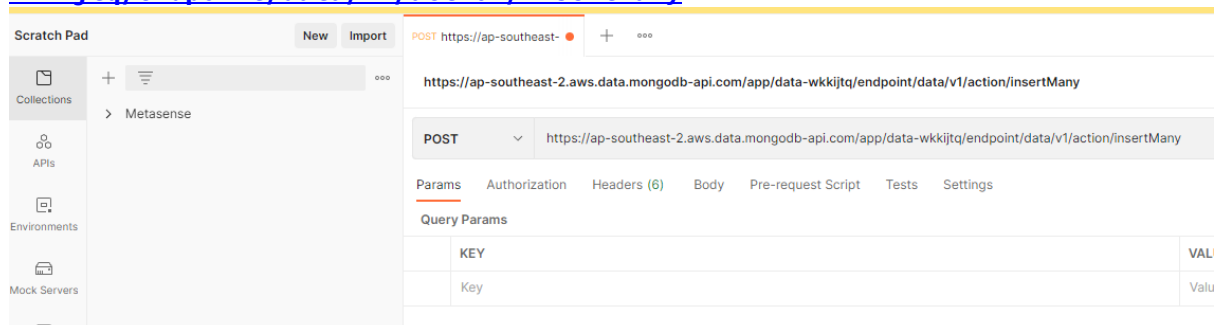 Scratch Pad New Import POST https://ap-southeast-
Collections
https://ap-southeast-2.aws.data.mongodb-api.com/app/data-wkkijtq/endpoint/data/v1/action/insertMany
Metasense
POST https://ap-southeast-2.aws.data.mongodb-api.com/app/data-wkkijtq/endpoint/data/v1/action/insertMany
APIs
Params Authorization Headers (6) Body Pre-request Script Tests Settings
Environments
Query Params
KEY VAL
Mock Servers
Key Valu